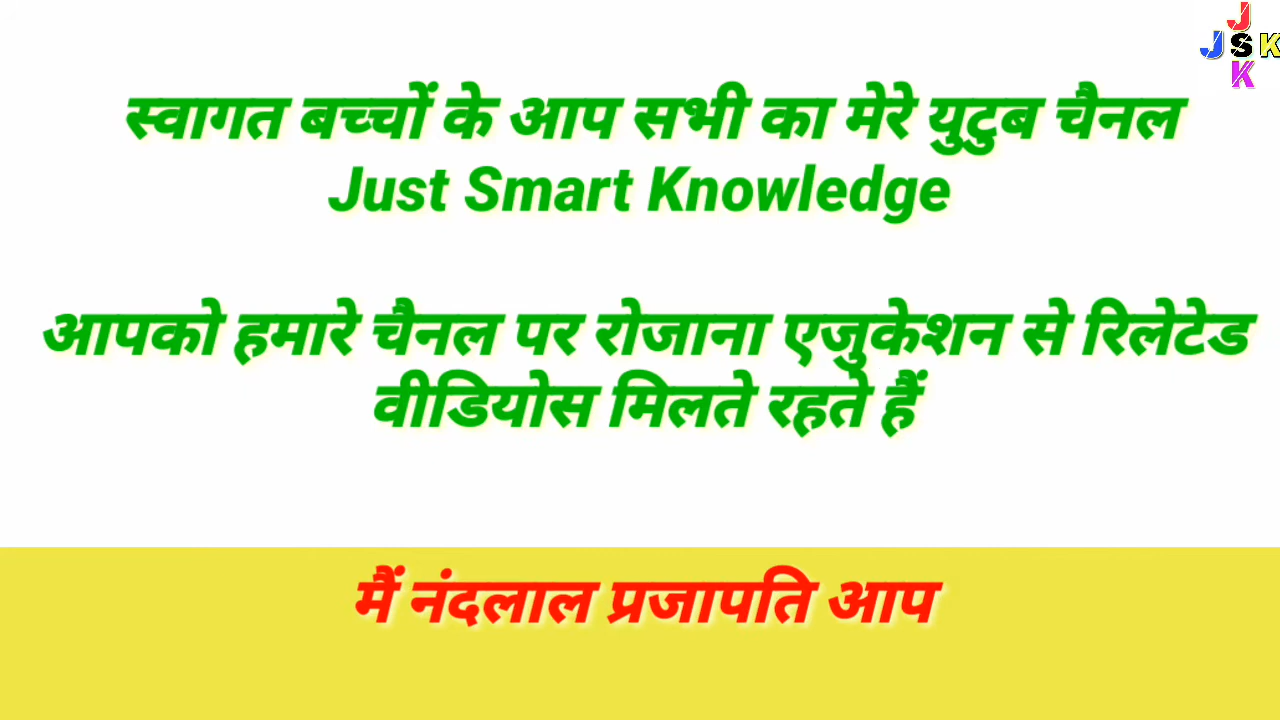 J
JSK
K
स्वागत बच्चों के आप सभी का मेरे युटुब चैनल
Just Smart Knowledge
आपको हमारे चैनल पर रोजाना एजुकेशन से रिलेटेड
वीडियोस मिलते रहते हैं
मैं नंदलाल प्रजापति आप